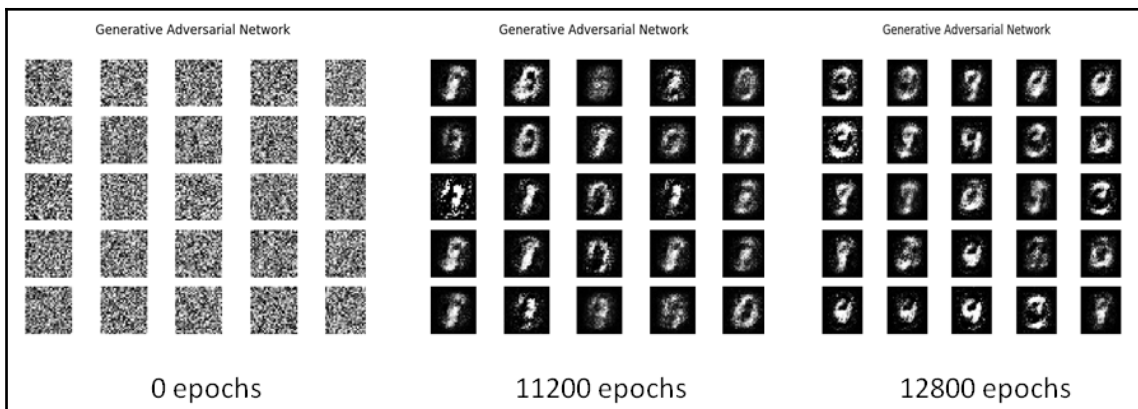 Generative Adversarial Network
Generative Adversarial Network
Generative Adversarial Network
0 epochs
11200 epochs
12800 epochs